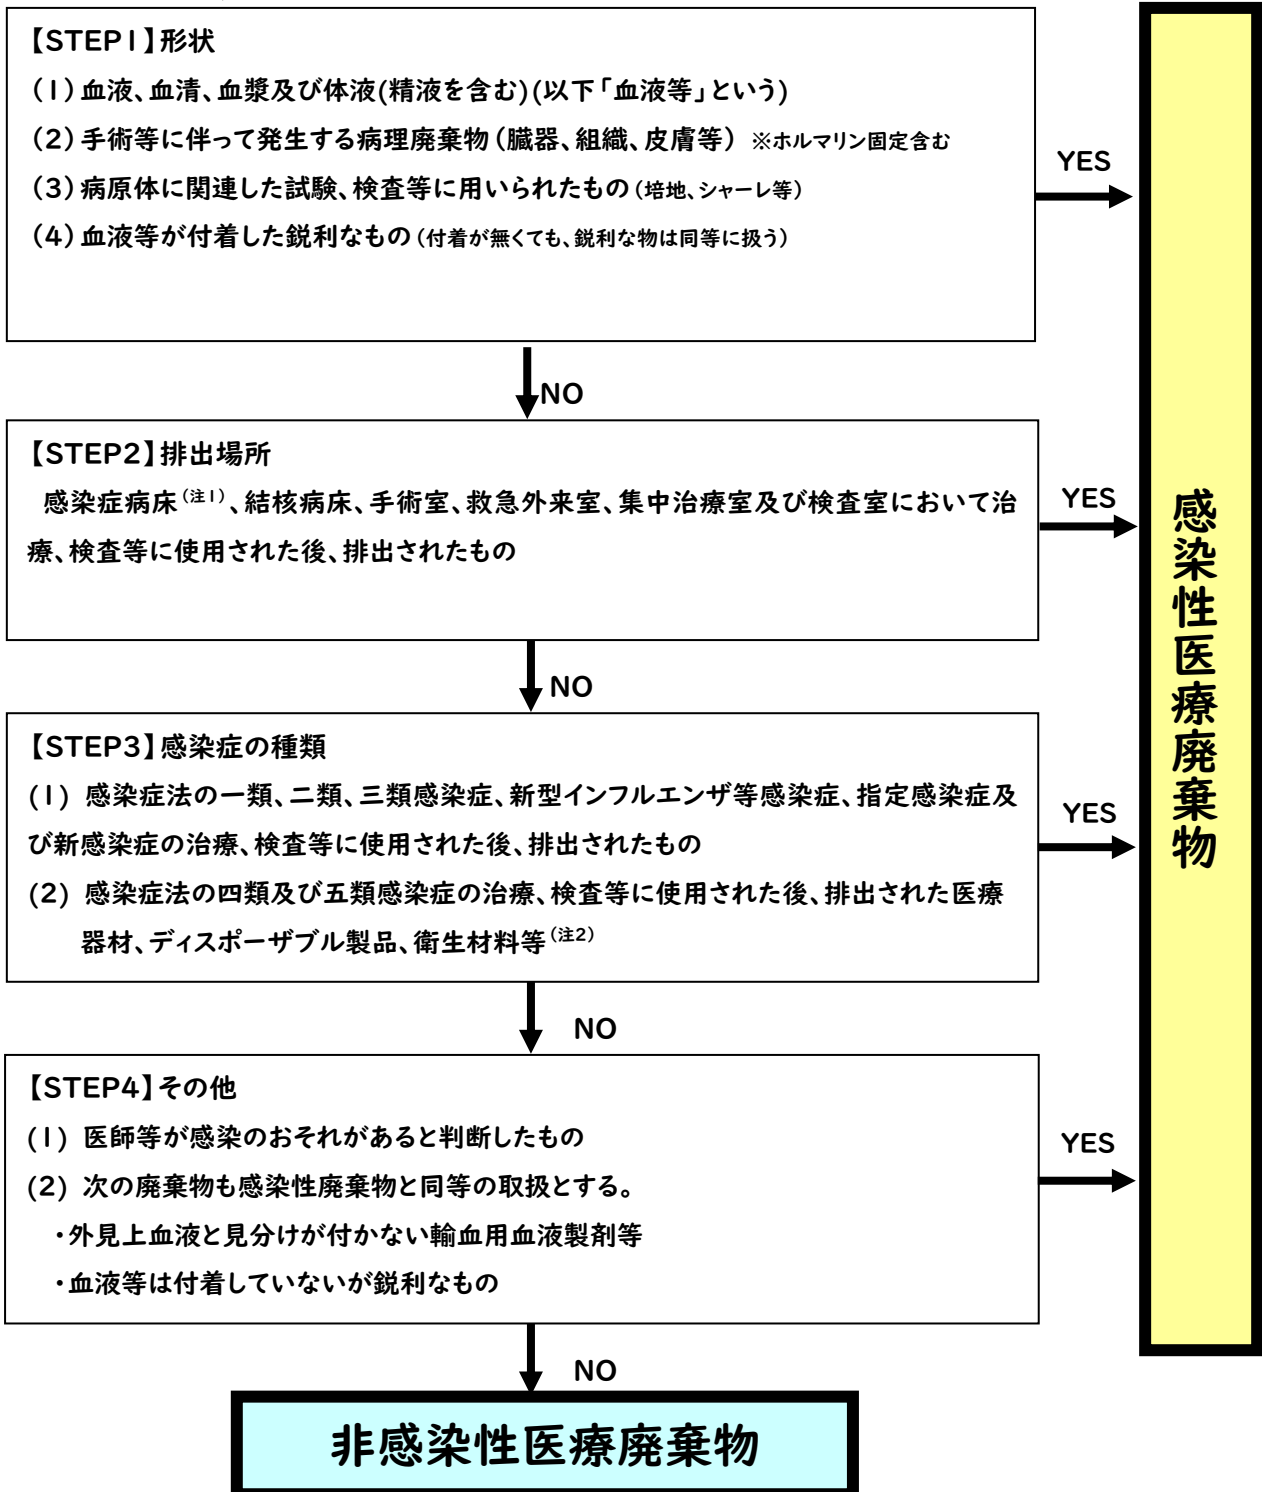 【STEP1】形状
(1)血液、血清、血漿及び体液(精液を含む)(以下「血液等」という)
(2)手術等に伴って発生する病理廃棄物(臓器、組織、皮膚等) ※ホルマリン固定含む
(3)病原体に関連した試験、検査等に用いられたもの(培地、シャーレ等)
(4)血液等が付着した鋭利なもの(付着が無くても、鋭利な物は同等に扱う)
YES
NO
【STEP2】排出場所
感染症病床(注1)、結核病床、手術室、救急外来室、集中治療室及び検査室において治
療、検査等に使用された後、排出されたもの
YES
NO
【STEP3】感染症の種類
(1) 感染症法の一類、二類、三類感染症、新型インフルエンザ等感染症、指定感染症及
び新感染症の治療、検査等に使用された後、排出されたもの
(2) 感染症法の四類及び五類感染症の治療、検査等に使用された後、排出された医療
器材、ディスポーザブル製品、衛生材料等(注2)
YES
NO
【STEP4】その他
(1) 医師等が感染のおそれがあると判断したもの
(2) 次の廃棄物も感染性廃棄物と同等の取扱とする。
・外見上血液と見分けが付かない輸血用血液製剤等
・血液等は付着していないが鋭利なもの
YES
NO
感染性医療廃棄物
非感染性医療廃棄物